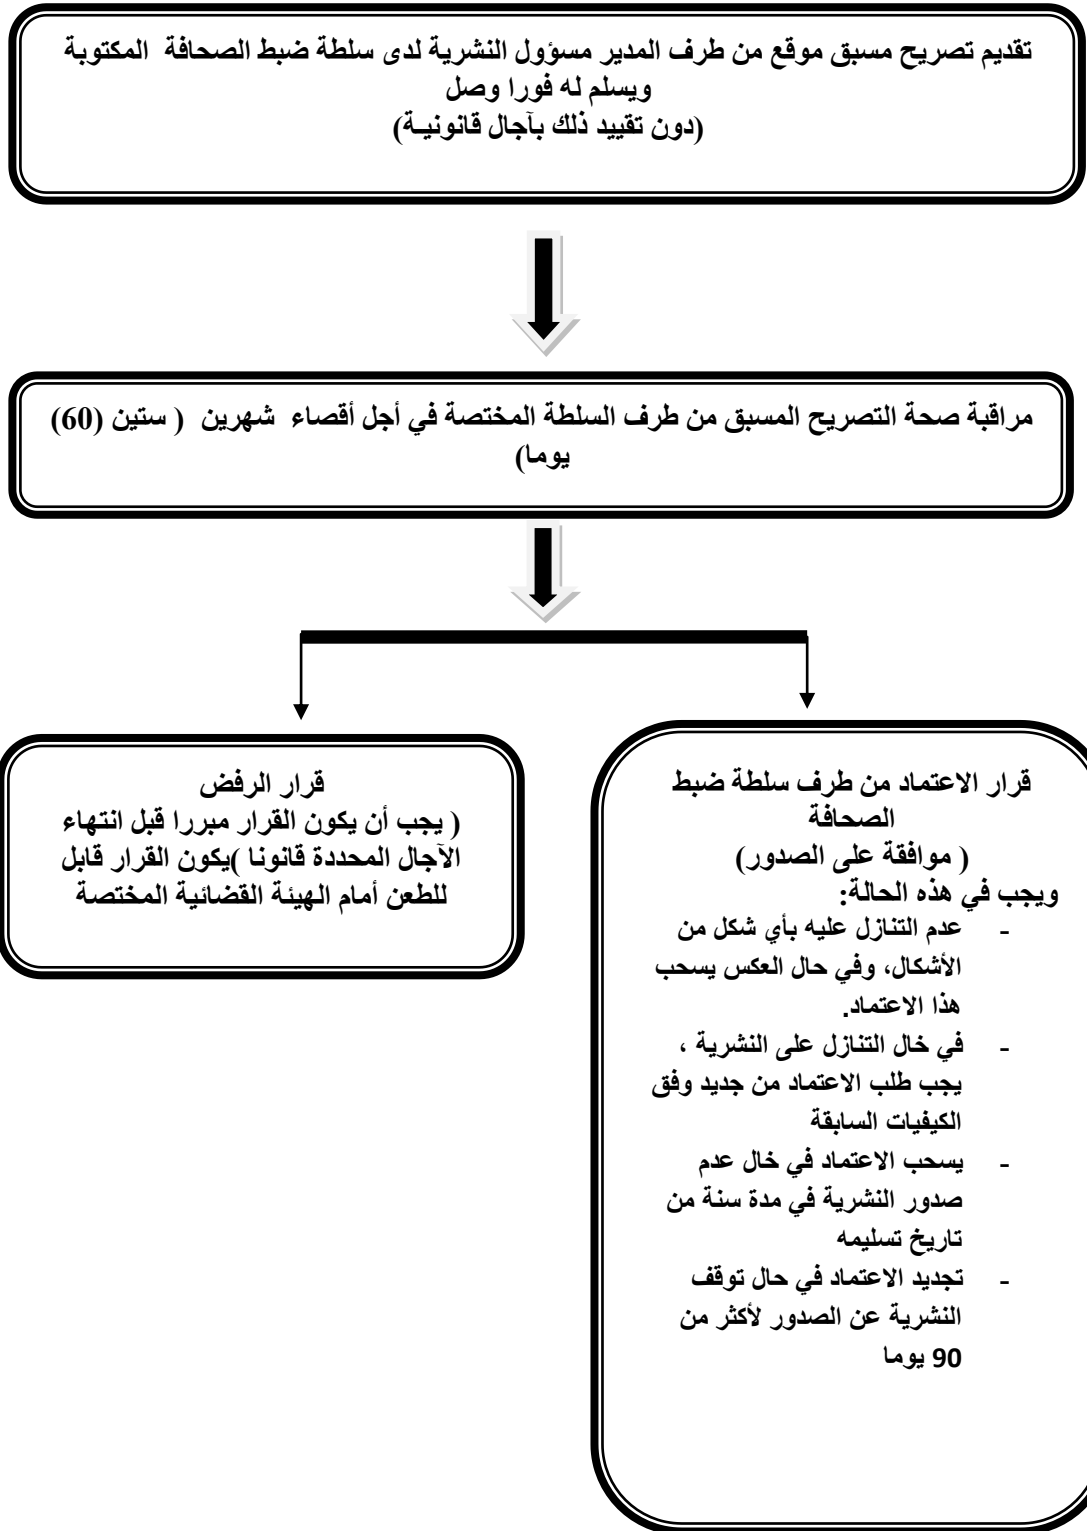 تقديم تصريح مسبق موقع من طرف المدير مسؤول النشرية لدى سلطة ضبط الصحافة المكتوبة
ويسلم له فورا وصل
(دون تقييد ذلك بآجال قانونيـة)
مراقبة صحة التصريح المسبق من طرف السلطة المختصة في أجل أقصاء شهرين ( ستين (60)
يوما)
قرار الاعتماد من طرف سلطة ضبط
الصحافة
( موافقة على الصدور)
ويجب في هذه الحالة:
- عدم التنازل عليه بأي شكل من
الأشكال، وفي حال العكس يسحب
هذا الاعتماد.
- في خال التنازل على النشرية ،
يجب طلب الاعتماد من جديد وفق
الكيفيات السابقة
- يسحب الاعتماد في خال عدم
صدور النشرية في مدة سنة من
تاريخ تسليمه
- تجديد الاعتماد في حال توقف
النشرية عن الصدور لأكثر من
90 يوما
قرار الرفض
( يجب أن يكون القرار مبررا قبل انتهاء
الآجال المحددة قانونا )يكون القرار قابل
للطعن أمام الهيئة القضائية المختصة